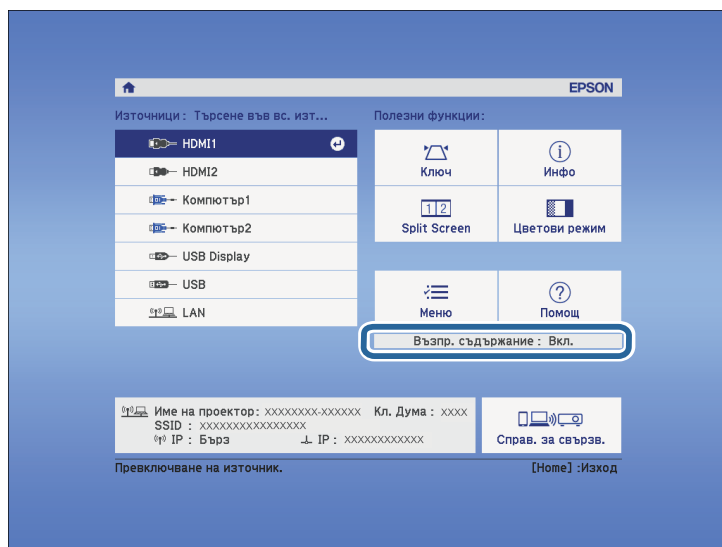 EPSON
Източници : Търсене във вс. изт...
Полезни функции:
HDMI1
HDMI2
Компютър1
Компютър2
USB Display
USB
LAN
Ключ
Инфо
1 2
Split Screen
Цветови режим
Меню
Помощ
Възпр. съдържание : Вкл.
Име на проектор: XXXXXXXX-XXXXXX Кл. Дума : XXXX
SSID : XXXXXXXXXXXXXXXX
IP : Бърз IP : XXXXXXXXXXXX
Справ. за свързв.
Превключване на източник.
[Home] :Изход